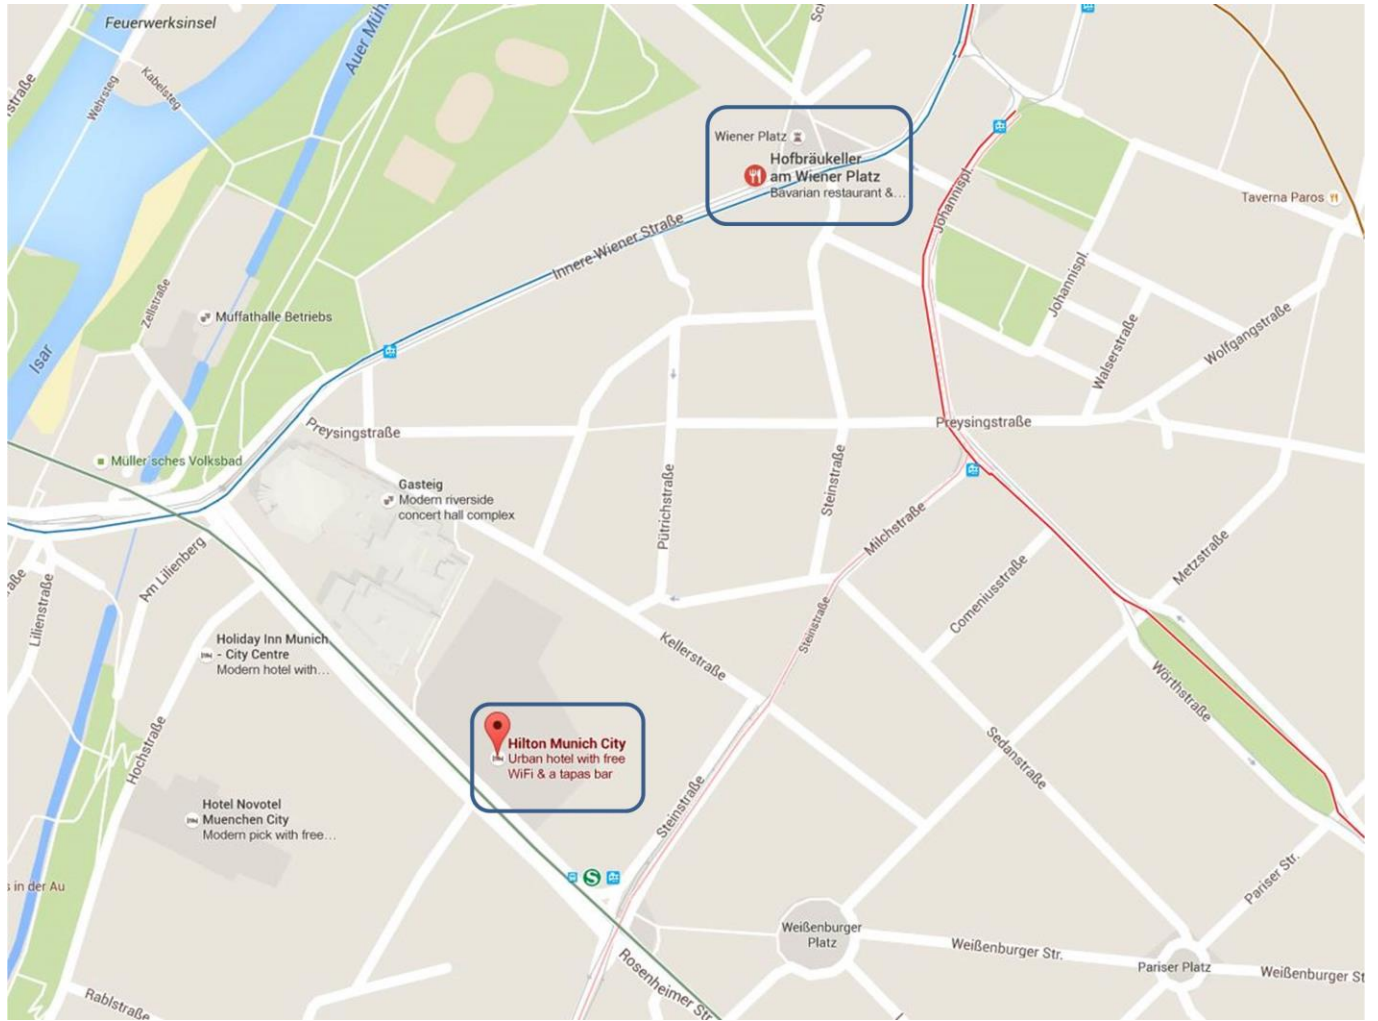 Feuerwerksinsel
Auer Müh
Wehrsteg
Kabelsteg
straße
Isar
Zellstraße
Muffathalle Betriebs
Müller'sches Volksbad
Wiener Platz
Hofbräukeller
am Wiener Platz
Bavarian restaurant &...
Innere Wiener Straße
Johannispl.
Johannispl.
Taverna Paros
Walserstraße
Wolfgangstraße
Preysingstraße
Preysingstraße
Gasteig
Modern riverside
concert hall complex
Pütrichstraße
Steinstraße
Milchstraße
Metzstraße
Comeniusstraße
Steinstraße
Kellerstraße
Am Lilienberg
Lilienstraße
Holiday Inn Munich
- City Centre
Modern hotel with...
Hochstraße
Wörthstraße
Sedanstraße
Hilton Munich City
Urban hotel with free
WiFi & a tapas bar
Hotel Novotel
Muenchen City
Modern pick with free...
Steinstraße
s in der Au
S
Pariser Str.
Weißenburger
Platz
Weißenburger Str.
Pariser Platz
Weißenburger St
Rosenheimer Str
Rablstraße